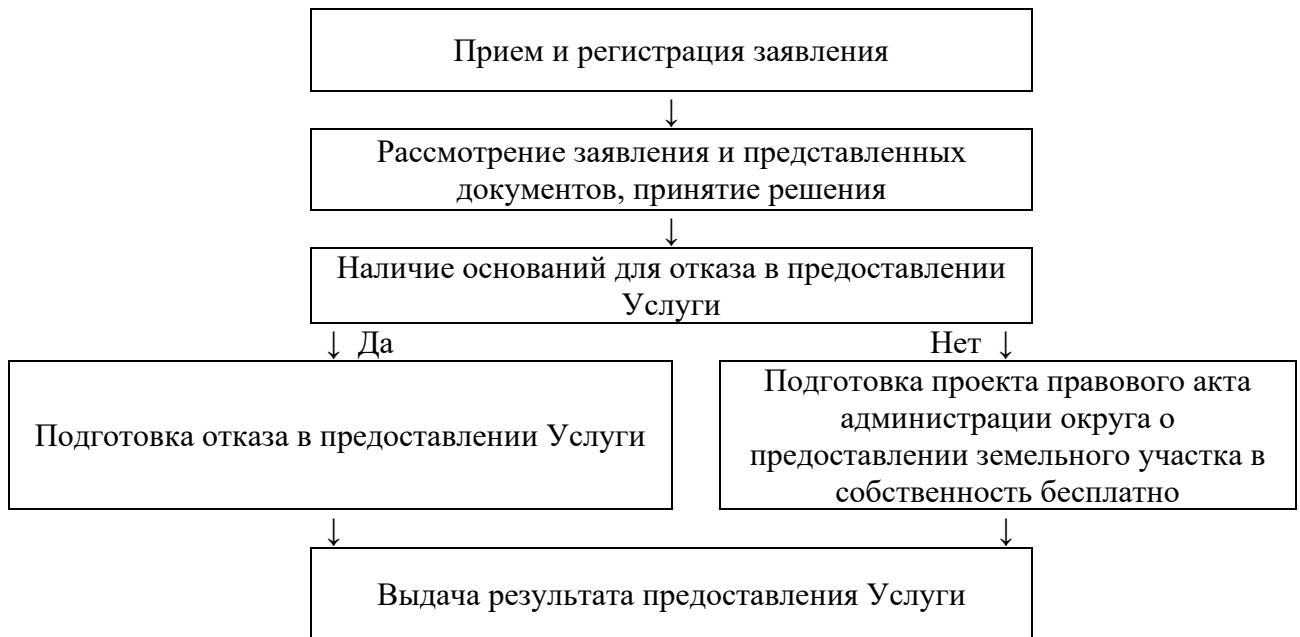 Прием и регистрация заявления
↓
Рассмотрение заявления и представленных
документов, принятие решения
↓
Наличие оснований для отказа в предоставлении
Услуги
↓ Да
Нет ↓
Подготовка отказа в предоставлении Услуги
Подготовка проекта правового акта
администрации округа о
предоставлении земельного участка в
собственность бесплатно
↓
↓
Выдача результата предоставления Услуги